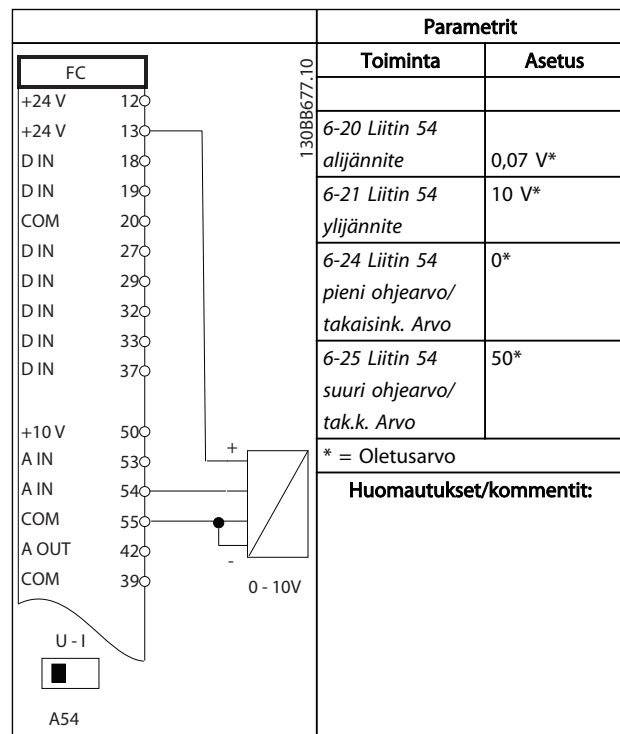 Parametrit
FC
130BB677.10
Toiminta
Asetus
+24 V 12
+24 V 13
D IN 18
D IN 19
COM 20
D IN 27
D IN 29
D IN 32
D IN 33
D IN 37
+10 V 50
A IN 53
A IN 54
COM 55
A OUT 42
COM 39
+
-
0 - 10V
U - I
A54
6-20 Liitin 54
alijännite 0,07 V*
6-21 Liitin 54 10 V*
ylijännite
6-24 Liitin 54 0*
pieni ohjearvo/
takaisink. Arvo
6-25 Liitin 54 50*
suuri ohjearvo/
tak.k. Arvo
* = Oletusarvo
Huomautukset/kommentit: